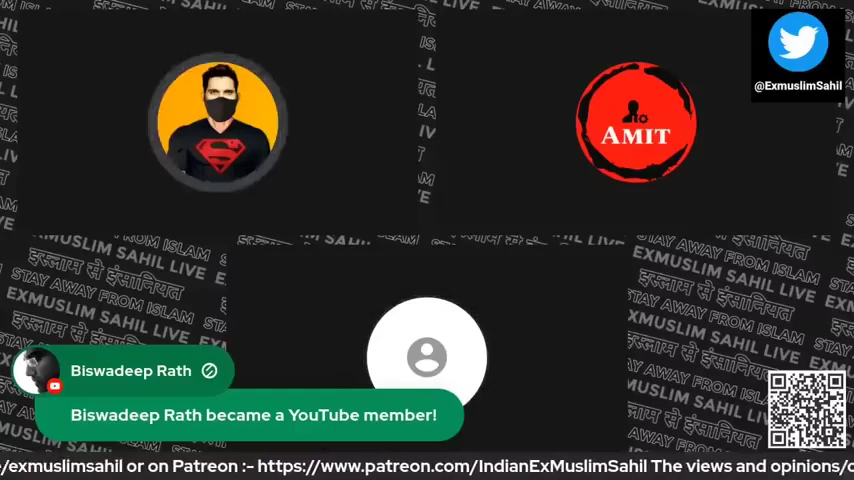 @ExmuslimSahil
AMIT
EXMUSLIM SAHIL LIVE
इस्लाम से इंसानियत
STAY AWAY FROM ISLAM
Biswadeep Rath
Biswadeep Rath became a YouTube member!
/exmuslimsahil or on Patreon :- https://www.patreon.com/IndianExMuslimSahil The views and opinions/